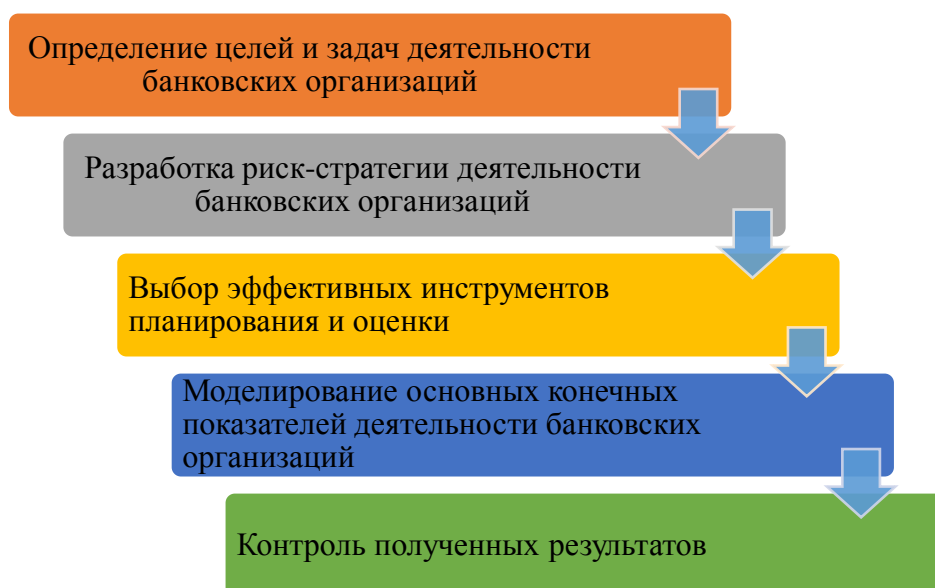 Определение целей и задач деятельности
банковских организаций
Разработка риск-стратегии деятельности
банковских организаций
Выбор эффективных инструментов
планирования и оценки
Моделирование основных конечных
показателей деятельности банковских
организаций
Контроль полученных результатов